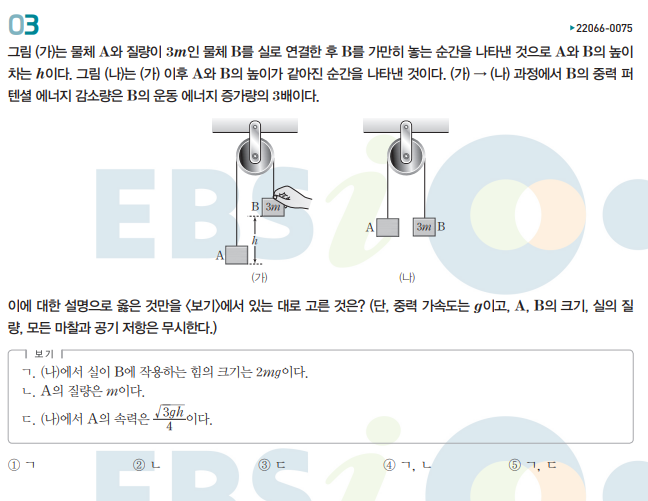 03
▶22066-0075
그림 (가)는 물체 A와 질량이 3m인 물체 B를 실로 연결한 후 B를 가만히 놓는 순간을 나타낸 것으로 A와 B의 높이
차는 h이다. 그림 (나)는 (가) 이후 A와 B의 높이가 같아진 순간을 나타낸 것이다. (가) → (나) 과정에서 B의 중력 퍼
텐셜 에너지 감소량은 B의 운동 에너지 증가량의 3배이다.
B 3m
h
A
(가)
A 3m B
(나)
이에 대한 설명으로 옳은 것만을 〈보기〉에서 있는 대로 고른 것은? (단, 중력 가속도는 g이고, A, B의 크기, 실의 질
량, 모든 마찰과 공기 저항은 무시한다.)
보기
ㄱ. (나)에서 실이 B에 작용하는 힘의 크기는 2mg이다.
ㄴ. A의 질량은 m이다.
ㄷ. (나)에서 A의 속력은 √3gh/4이다.
① ㄱ ② ㄴ ③ ㄷ ④ ㄱ, ㄴ ⑤ ㄱ, ㄷ
EBSi
EBSi